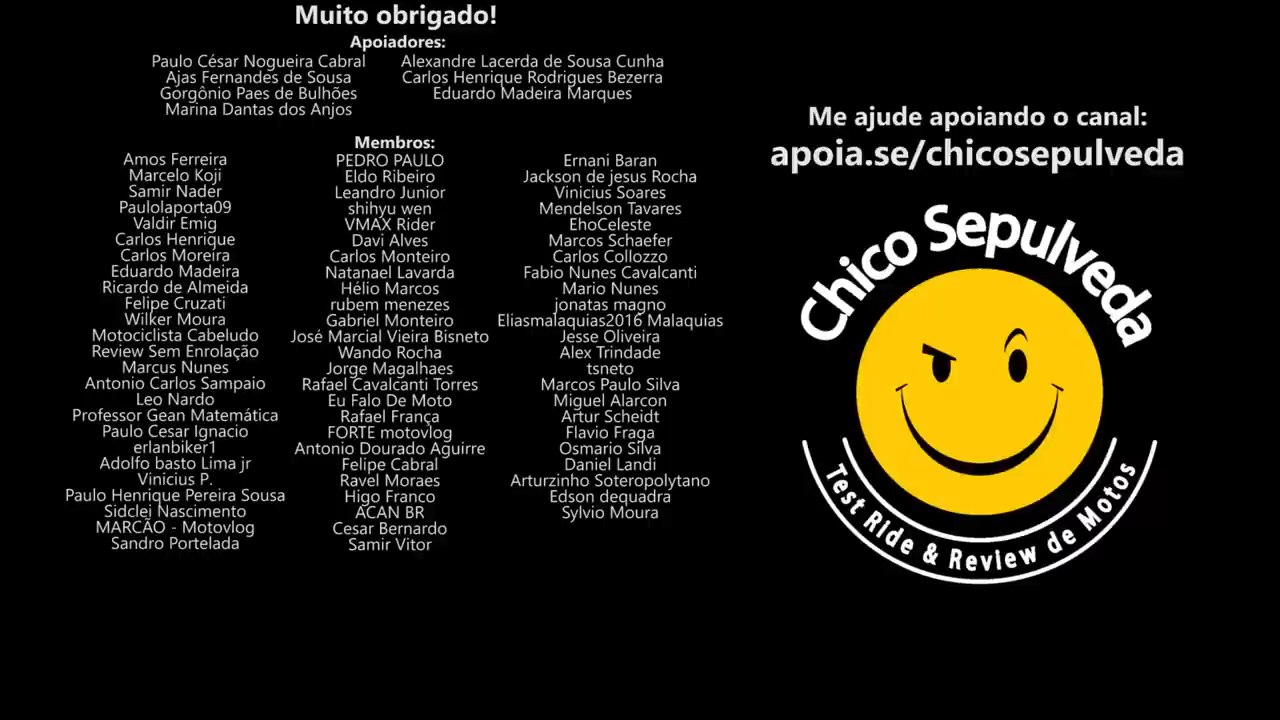 Muito obrigado!
Apoiadores:
Paulo César Nogueira Cabral
Ajas Fernandes de Sousa
Gorgônio Paes de Bulhões
Marina Dantas dos Anjos
Alexandre Lacerda de Sousa Cunha
Carlos Henrique Rodrigues Bezerra
Eduardo Madeira Marques
Membros:
Amos Ferreira
Marcelo Koji
Samir Nader
Paulolaporta09
Valdir Emig
Carlos Henrique
Carlos Moreira
Eduardo Madeira
Ricardo de Almeida
Felipe Cruzati
Wilker Moura
Motociclista Cabeludo
Review Sem Enrolação
Marcus Nunes
Antonio Carlos Sampaio
Leo Nardo
Professor Gean Matemática
Paulo Cesar Ignacio
erlanbiker1
Adolfo basto Lima jr
Vinicius P.
Paulo Henrique Pereira Sousa
Sidclei Nascimento
MARCÃO - Motovlog
Sandro Portelada
PEDRO PAULO
Eldo Ribeiro
Leandro Junior
shihyu wen
VMAX Rider
Davi Alves
Carlos Monteiro
Natanael Lavarda
Hélio Marcos
rubem menezes
Gabriel Monteiro
José Marcial Vieira Bisneto
Wando Rocha
Jorge Magalhaes
Rafael Cavalcanti Torres
Eu Falo De Moto
Rafael França
FORTE motovlog
Antonio Dourado Aguirre
Felipe Cabral
Ravel Moraes
Higo Franco
ACAN BR
Cesar Bernardo
Samir Vitor
Ernani Baran
Jackson de jesus Rocha
Vinicius Soares
Mendelson Tavares
EhoCeleste
Marcos Schaefer
Carlos Collozzo
Fabio Nunes Cavalcanti
Mario Nunes
jonatas magno
Eliasmalaquias2016 Malaquias
Jesse Oliveira
Alex Trindade
tsneto
Marcos Paulo Silva
Miguel Alarcon
Artur Scheidt
Flavio Fraga
Osmario Silva
Daniel Landi
Arturzinho Soteropolytano
Edson dequadra
Sylvio Moura
Me ajude apoiando o canal:
apoia.se/chicosepulveda
Chico Sepulveda
Test Ride & Review de Motos